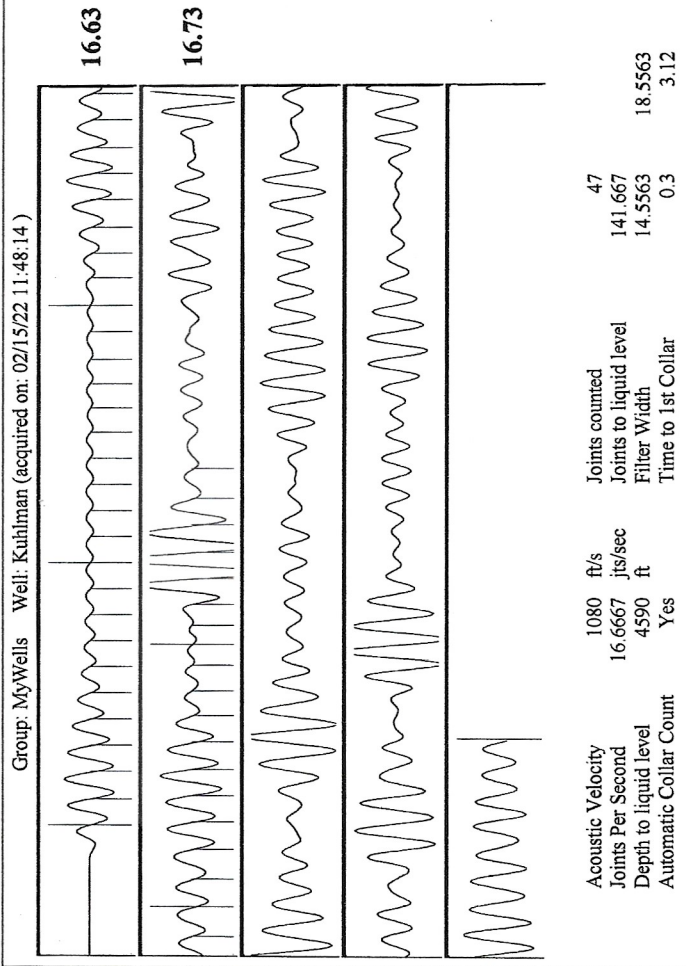 Group: MyWells Well: Kuhlman (acquired on: 02/15/22 11:48:14 )
16.63
16.73
Acoustic Velocity 1080 ft/s Joints counted 47
Joints Per Second 16.6667 jts/sec Joints to liquid level 141.667
Depth to liquid level 4590 ft Filter Width 14.5563 18.5563
Automatic Collar Count Yes Time to 1st Collar 0.3 3.12